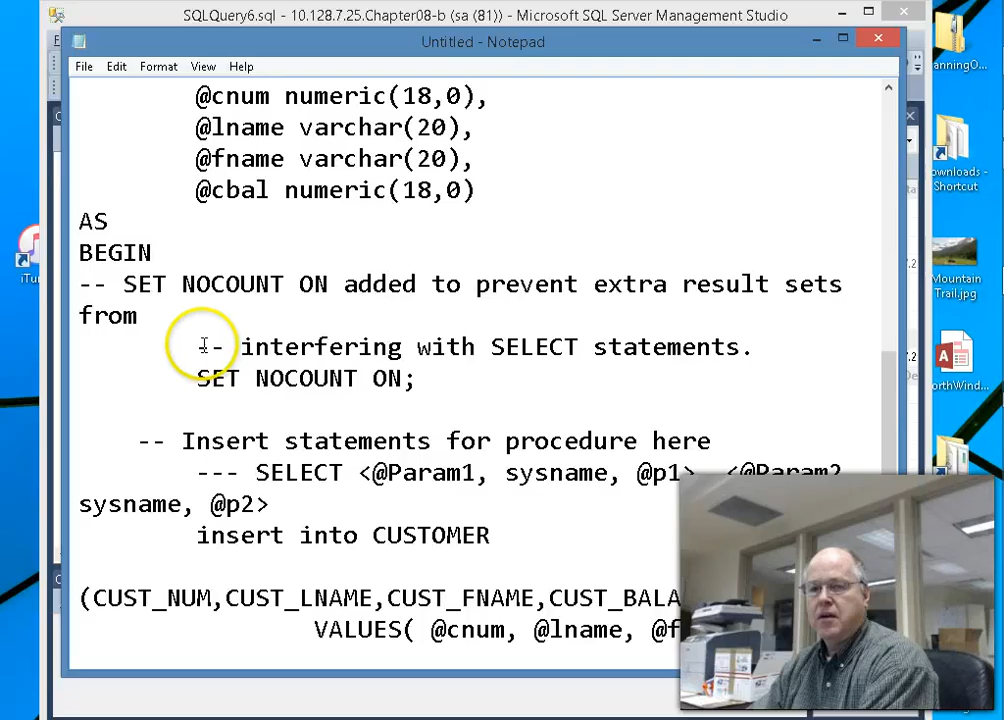 SQLQuery6.sql - 10.128.7.25.Chapter08-b (sa (81)) - Microsoft SQL Server Management Studio
Untitled - Notepad
File Edit Format View Help
@cnum numeric(18,0),
@lname varchar(20),
@fname varchar(20),
@cbal numeric(18,0)
AS
BEGIN
-- SET NOCOUNT ON added to prevent extra result sets
from
-- interfering with SELECT statements.
SET NOCOUNT ON;
-- Insert statements for procedure here
--- SELECT <@Param1, sysname, @p1>, <@Param2
sysname, @p2>
insert into CUSTOMER
(CUST_NUM,CUST_LNAME,CUST_FNAME,CUST_BALA
VALUES( @cnum, @lname, @f
anningO...
ownloads -
Shortcut
Mountain
Trail.jpg
orthWind...
iTu